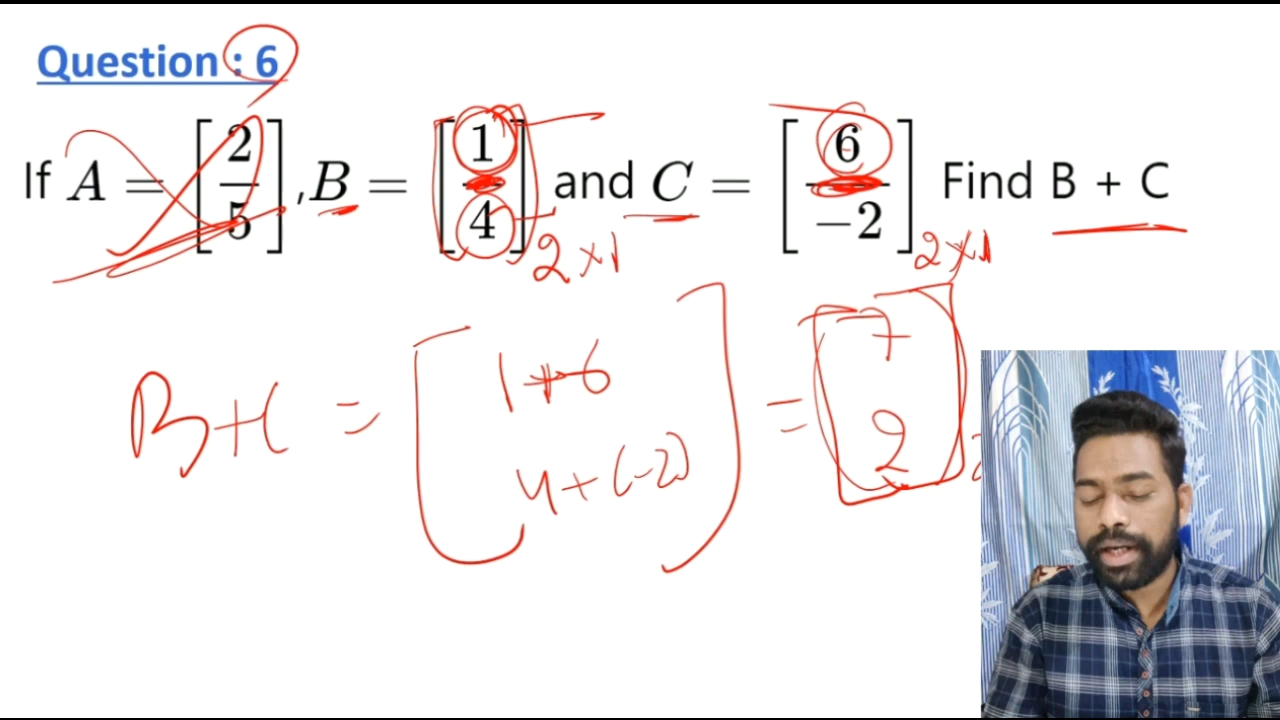 Question : 6
If A = [2/5], B = [1/4] and C = [6/−2] Find B + C
2×1 2×1
B+C = [1+6 4+(-2)] = [7 2]